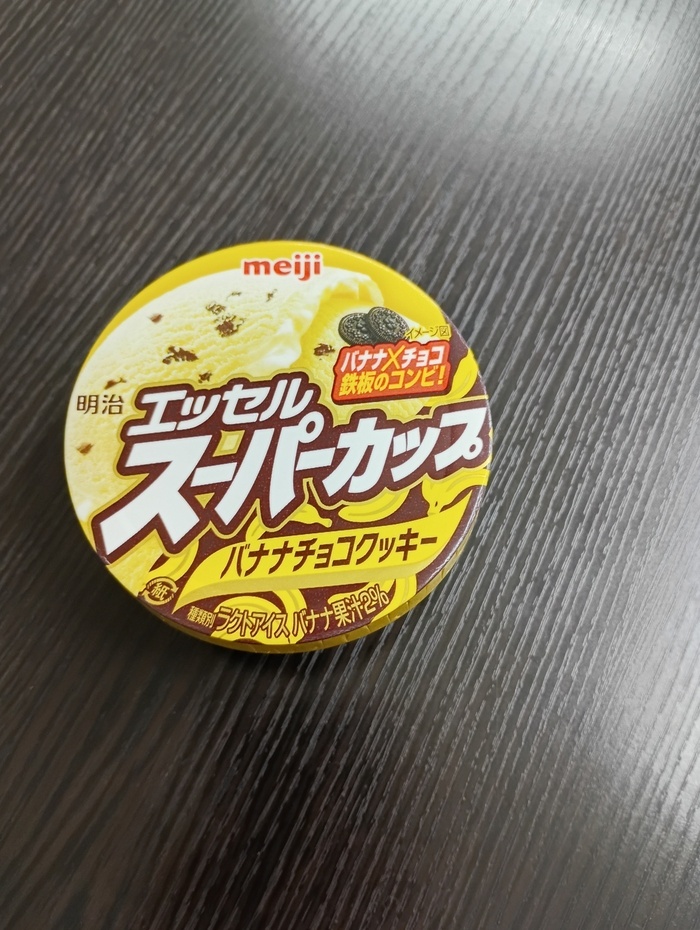 meiji
イメージ図
バナナ×チョコ
鉄板のコンビ!
明治
エッセル
スーパーカップ
バナナチョコクッキー
紙
種類別 ラクトアイス バナナ果汁2%